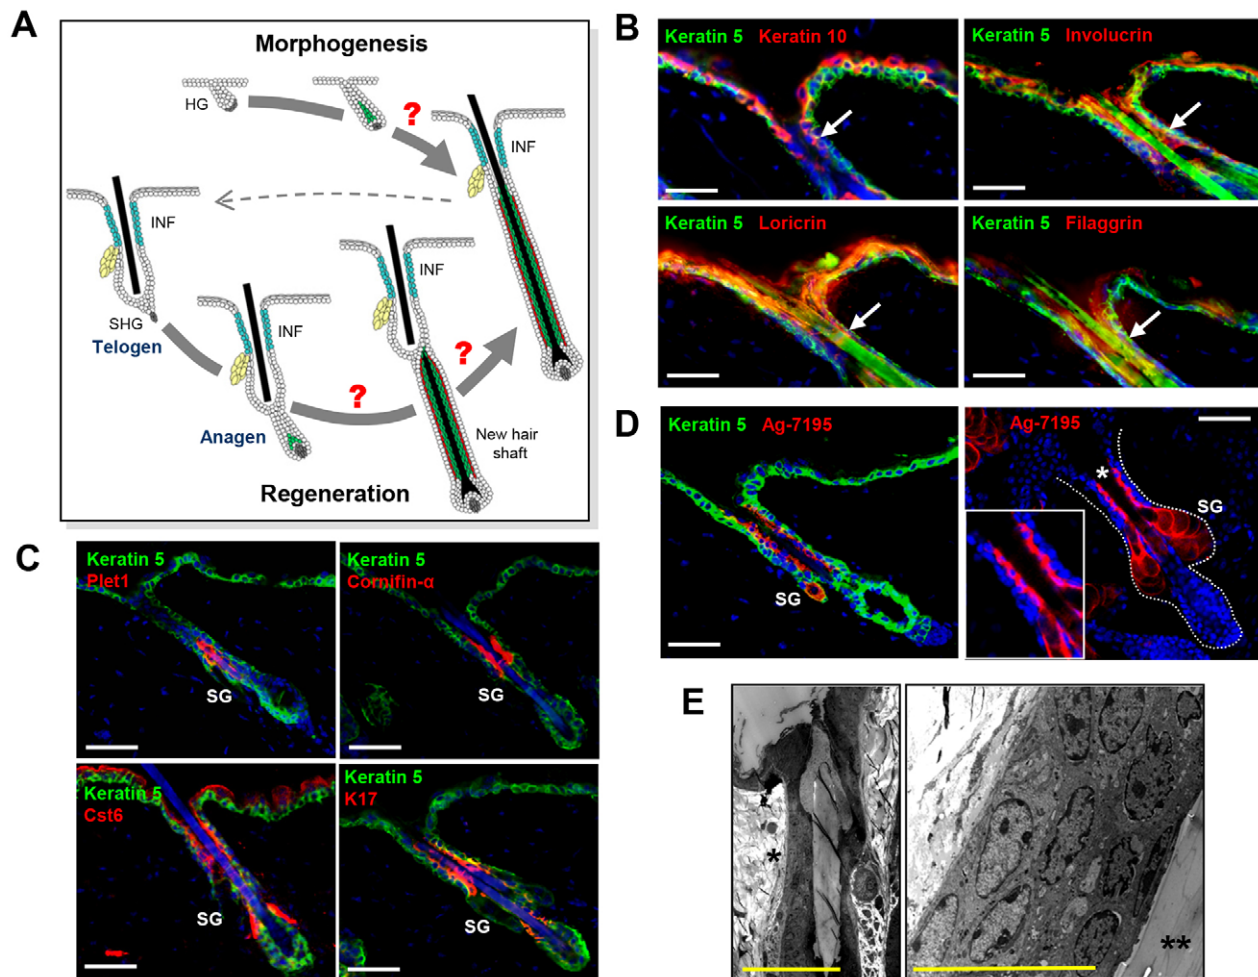 A
Morphogenesis
HG
?
INF
INF
INF
SHG
Telogen
INF
?
?
Anagen
New hair
shaft
Regeneration
B
Keratin 5 Keratin 10
Keratin 5 Involucrin
Keratin 5 Loricrin
Keratin 5 Filaggrin
C
Keratin 5
Plet1
SG
Keratin 5
Cornifin-α
SG
Keratin 5
Cst6
SG
Keratin 5
K17
SG
D
Keratin 5 Ag-7195
SG
Ag-7195
*
SG
E
*
**